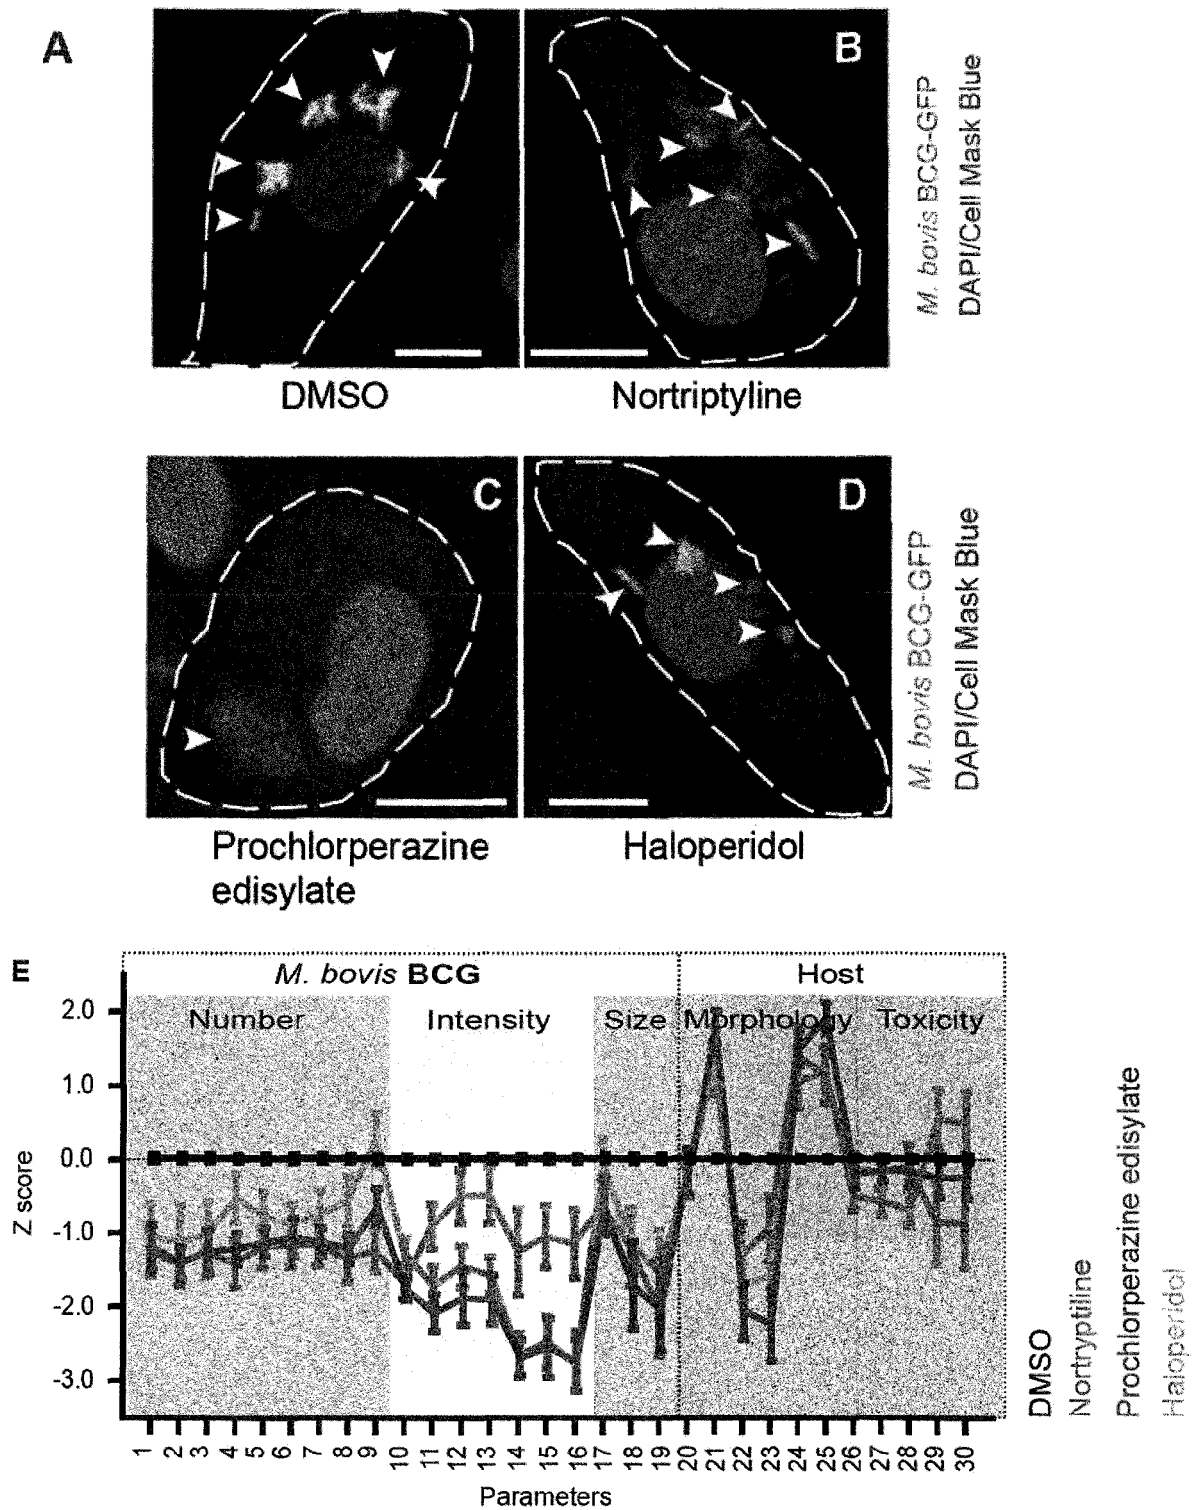 A
B
M. bovis BCG-GFP
DAPI/Cell Mask Blue
DMSO
Nortriptyline
C
D
M. bovis BCG-GFP
DAPI/Cell Mask Blue
Prochlorperazine
edisylate
Haloperidol
E
M. bovis BCG
Host
Number
Intensity
Size
Morphology
Toxicity
2.0
1.0
0.0
-1.0
-2.0
-3.0
Z score
1 2 3 4 5 6 7 8 9 10 11 12 13 14 15 16 17 18 19 20 21 22 23 24 25 26 27 28 29 30
Parameters
DMSO
Nortryptiline
Prochlorperazine edisylate
Haloperidol